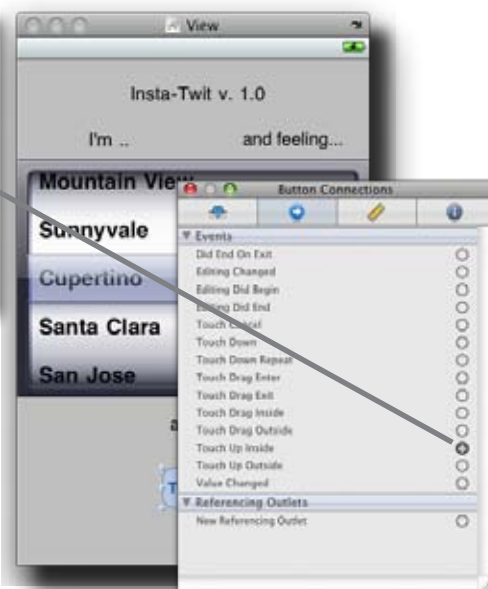 View
Insta-Twit v. 1.0
I'm .. and feeling...
Mountain View
Sunnyvale
Cupertino
Santa Clara
San Jose
Button Connections
Events
Did End On Exit
Editing Changed
Editing Did Begin
Editing Did End
Touch Cancel
Touch Down
Touch Down Repeat
Touch Drag Enter
Touch Drag Exit
Touch Drag Inside
Touch Drag Outside
Touch Up Inside
Touch Up Outside
Value Changed
Referencing Outlets
New Referencing Outlet